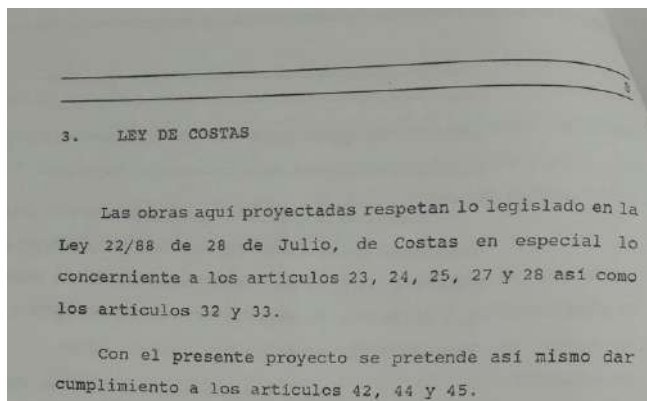 3. LEY DE COSTAS
Las obras aquí proyectadas respetan lo legislado en la
Ley 22/88 de 28 de Julio, de Costas en especial lo
concerniente a los artículos 23, 24, 25, 27 y 28 así como
los artículos 32 y 33.
Con el presente proyecto se pretende así mismo dar
cumplimiento a los artículos 42, 44 y 45.